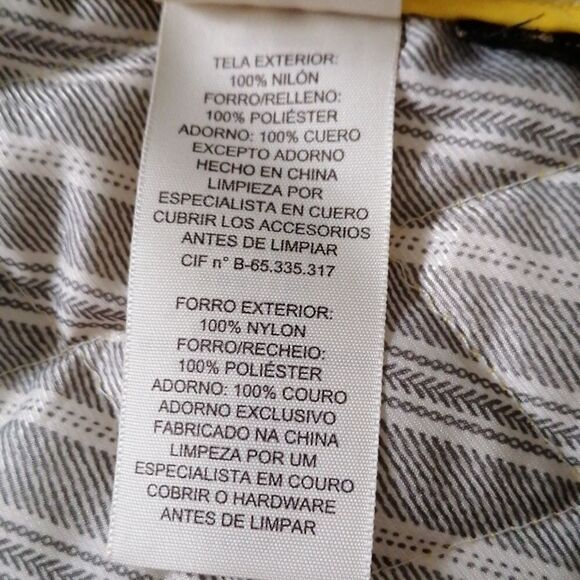 TELA EXTERIOR:
100% NILÓN
FORRO/RELLENO:
100% POLIÉSTER
ADORNO: 100% CUERO
EXCEPTO ADORNO
HECHO EN CHINA
LIMPIEZA POR
ESPECIALISTA EN CUERO
CUBRIR LOS ACCESORIOS
ANTES DE LIMPIAR
CIF nº B-65.335.317
FORRO EXTERIOR:
100% NYLON
FORRO/RECHEIO:
100% POLIÉSTER
ADORNO: 100% COURO
ADORNO EXCLUSIVO
FABRICADO NA CHINA
LIMPEZA POR UM
ESPECIALISTA EM COURO
COBRIR O HARDWARE
ANTES DE LIMPAR